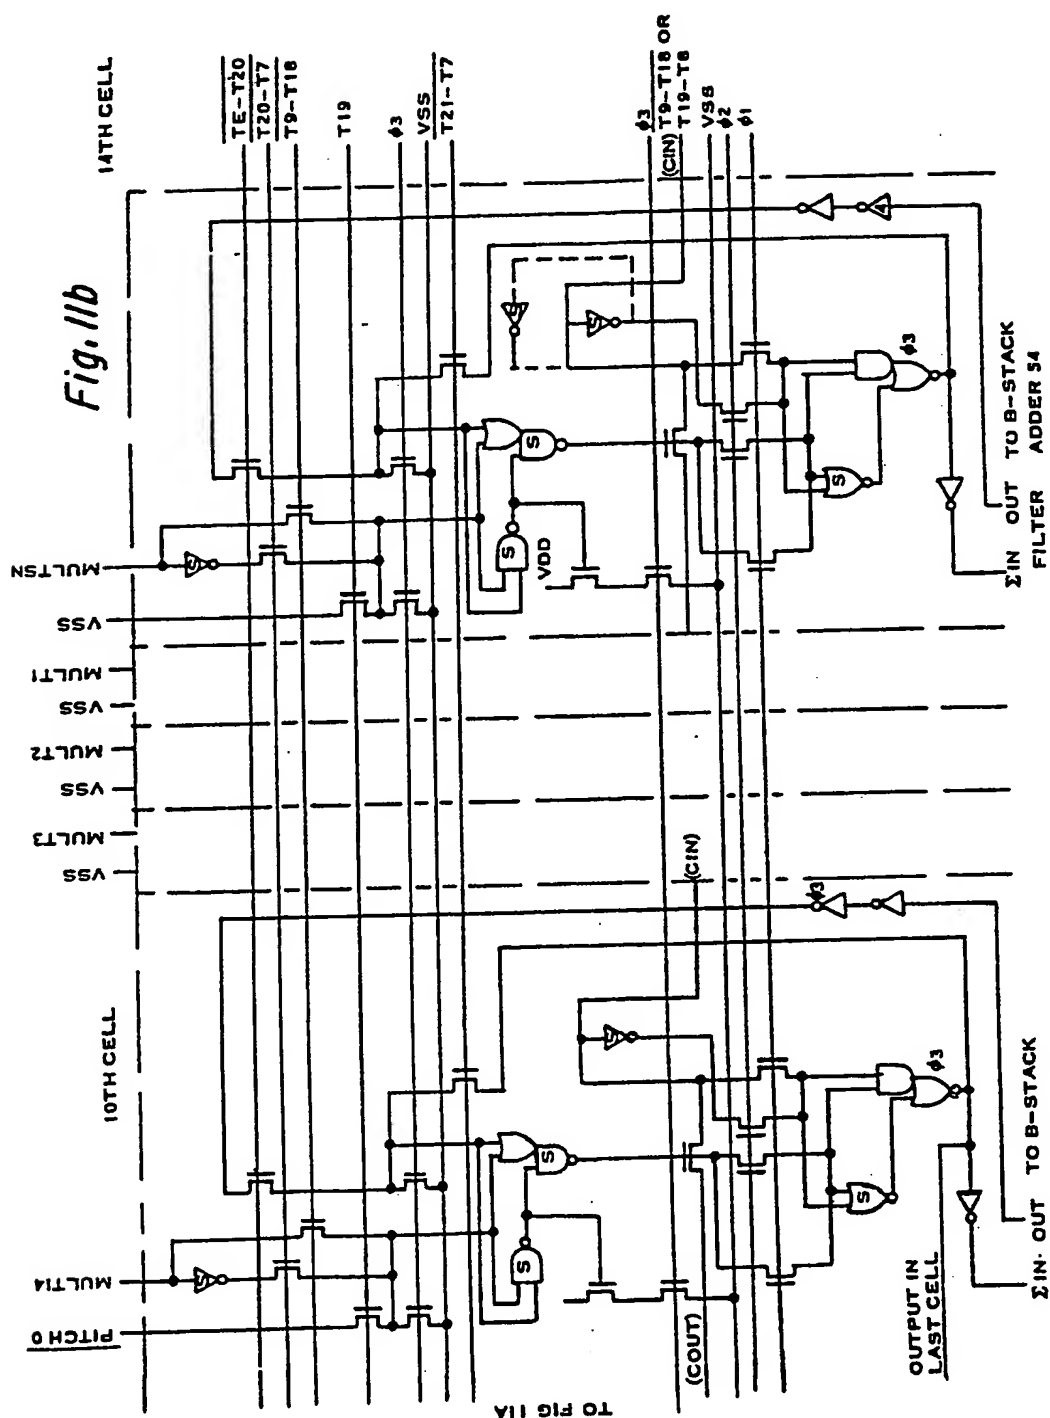 Fig. 11b
14TH CELL
TE-T20
T20-T7
T9-T18
T19
φ3
VSS
T21-T7
φ3
T9-T18 OR
(CIN) T19-T8
VSS
φ2
φ1
10TH CELL
PITCH 0
MULT14
VSS
MULT3
VSS
MULT2
VSS
MULT1
VSS
MULTSN
S
S
S
S
S
S
VDD
S
S
S
S
S
4
φ3
φ3
φ3
S
S
(CIN)
(COUT)
OUTPUT IN
LAST CELL
Σ IN OUT TO B-STACK
Σ IN OUT TO B-STACK
FILTER ADDER 54
TO FIG 11A